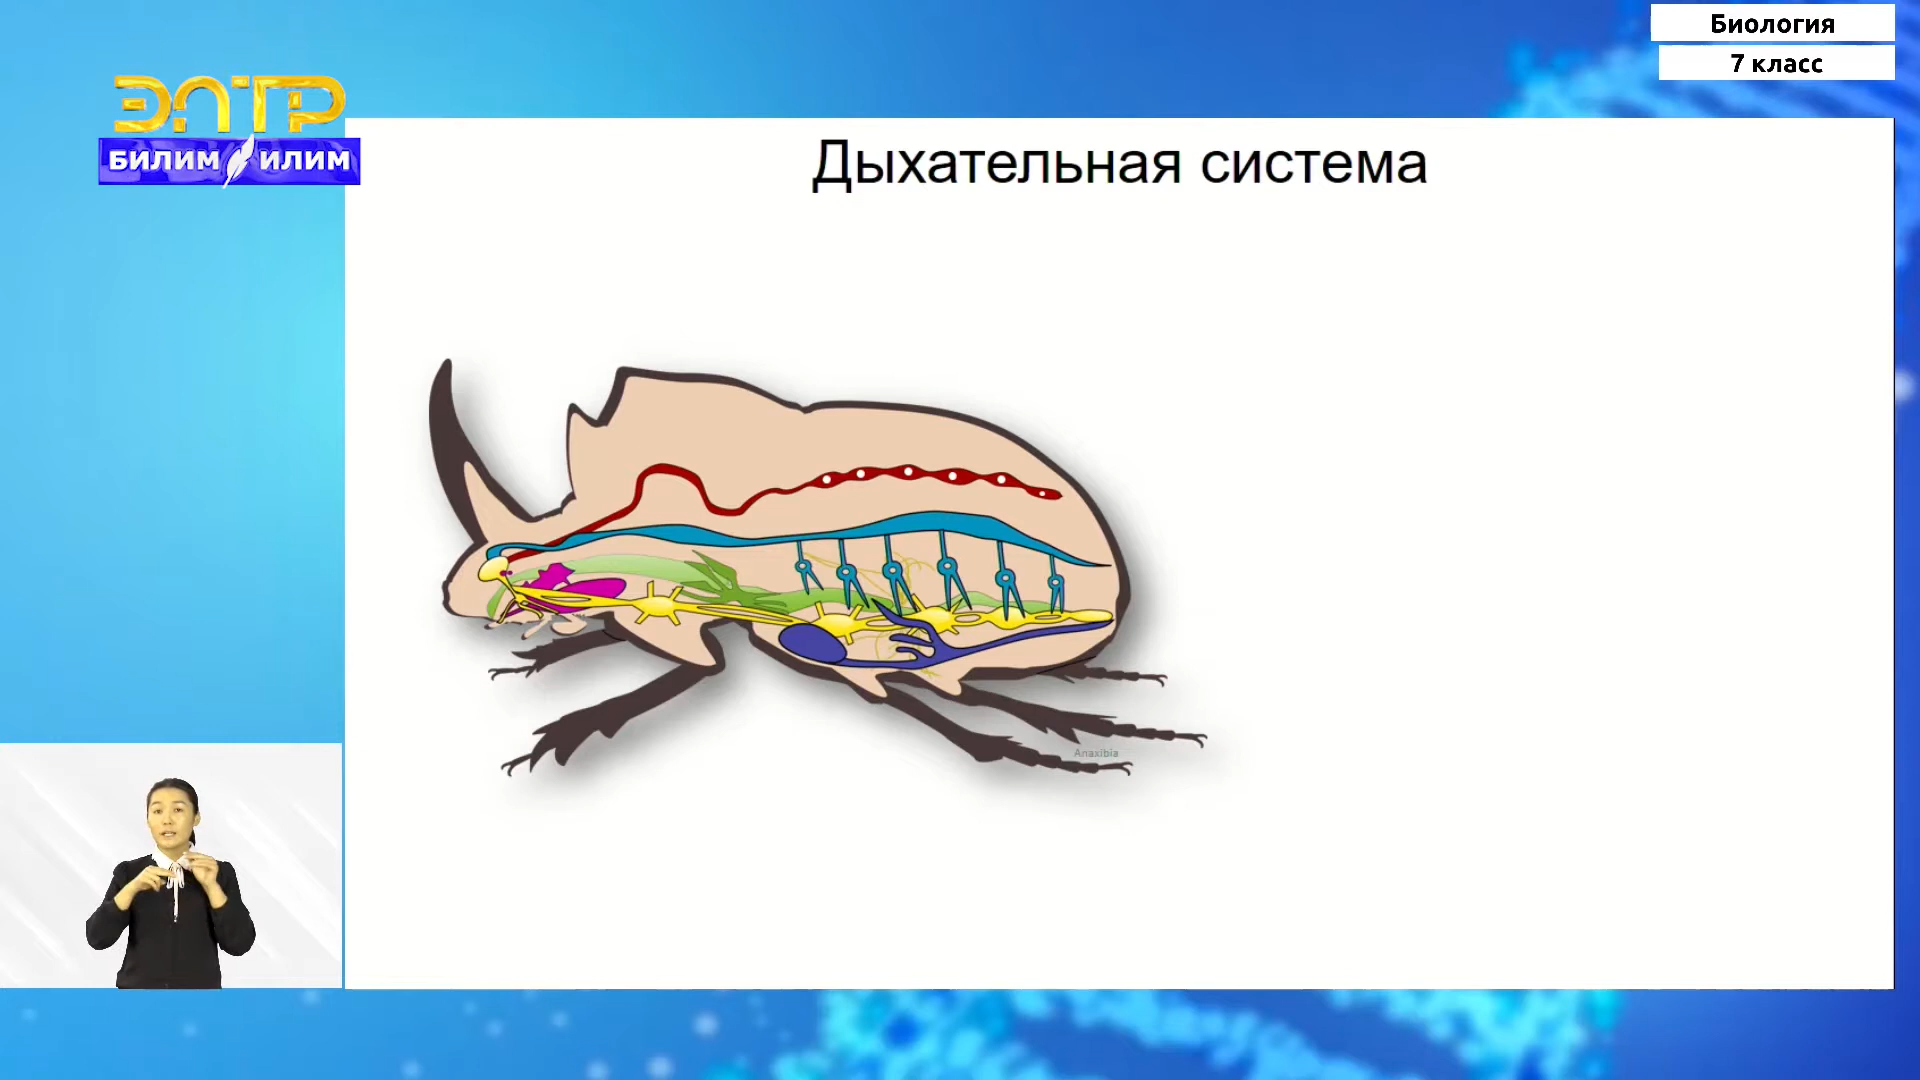 Биология
7 класс
ЭЛТР
БИЛИМ ИЛИМ
Дыхательная система
Anaxibia